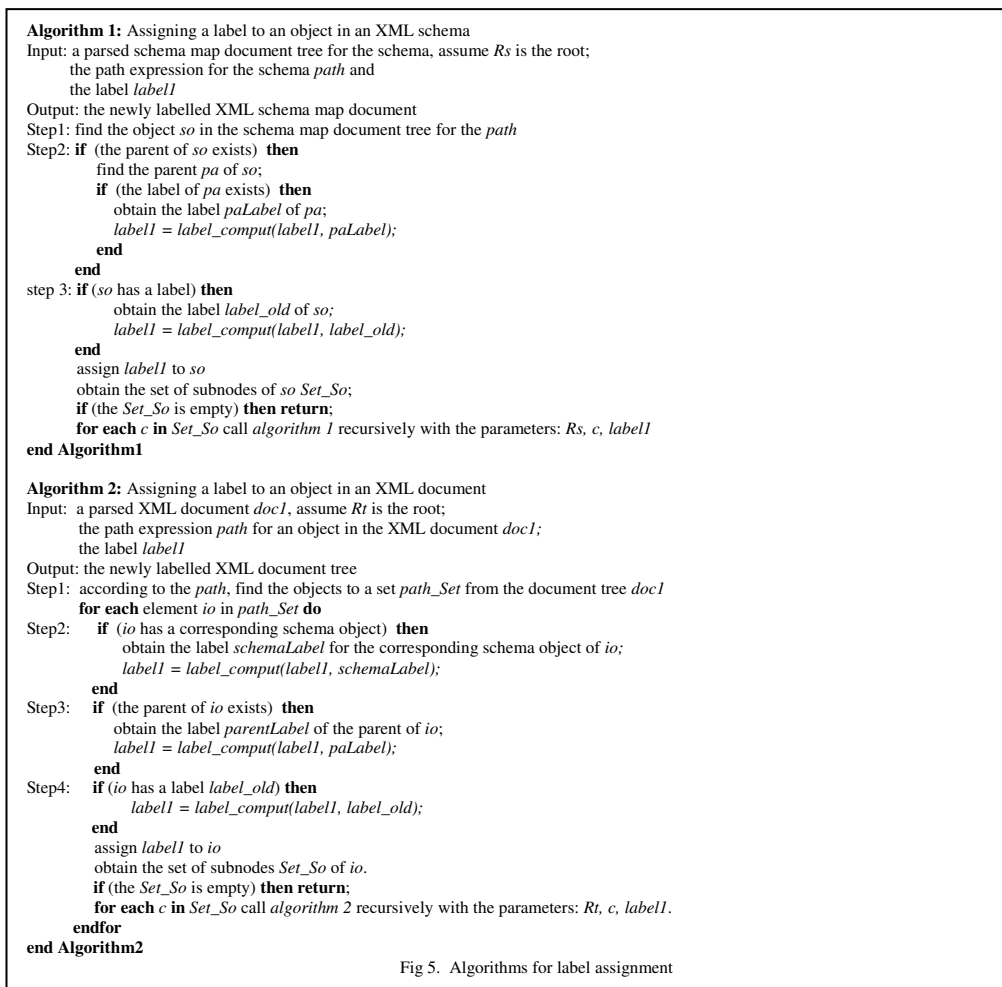 Algorithm 1: Assigning a label to an object in an XML schema
Input: a parsed schema map document tree for the schema, assume Rs is the root;
the path expression for the schema path and
the label label1
Output: the newly labelled XML schema map document
Step1: find the object so in the schema map document tree for the path
Step2: if (the parent of so exists) then
find the parent pa of so;
if (the label of pa exists) then
obtain the label paLabel of pa;
label1 = label_comput(label1, paLabel);
end
end
step 3: if (so has a label) then
obtain the label label_old of so;
label1 = label_comput(label1, label_old);
end
assign label1 to so
obtain the set of subnodes of so Set_So;
if (the Set_So is empty) then return;
for each c in Set_So call algorithm 1 recursively with the parameters: Rs, c, label1
end Algorithm1
Algorithm 2: Assigning a label to an object in an XML document
Input: a parsed XML document doc1, assume Rt is the root;
the path expression path for an object in the XML document doc1;
the label label1
Output: the newly labelled XML document tree
Step1: according to the path, find the objects to a set path_Set from the document tree doc1
for each element io in path_Set do
Step2: if (io has a corresponding schema object) then
obtain the label schemaLabel for the corresponding schema object of io;
label1 = label_comput(label1, schemaLabel);
end
Step3: if (the parent of io exists) then
obtain the label parentLabel of the parent of io;
label1 = label_comput(label1, paLabel);
end
Step4: if (io has a label label_old) then
label1 = label_comput(label1, label_old);
end
assign label1 to io
obtain the set of subnodes Set_So of io.
if (the Set_So is empty) then return;
for each c in Set_So call algorithm 2 recursively with the parameters: Rt, c, label1.
endfor
end Algorithm2
Fig 5. Algorithms for label assignment